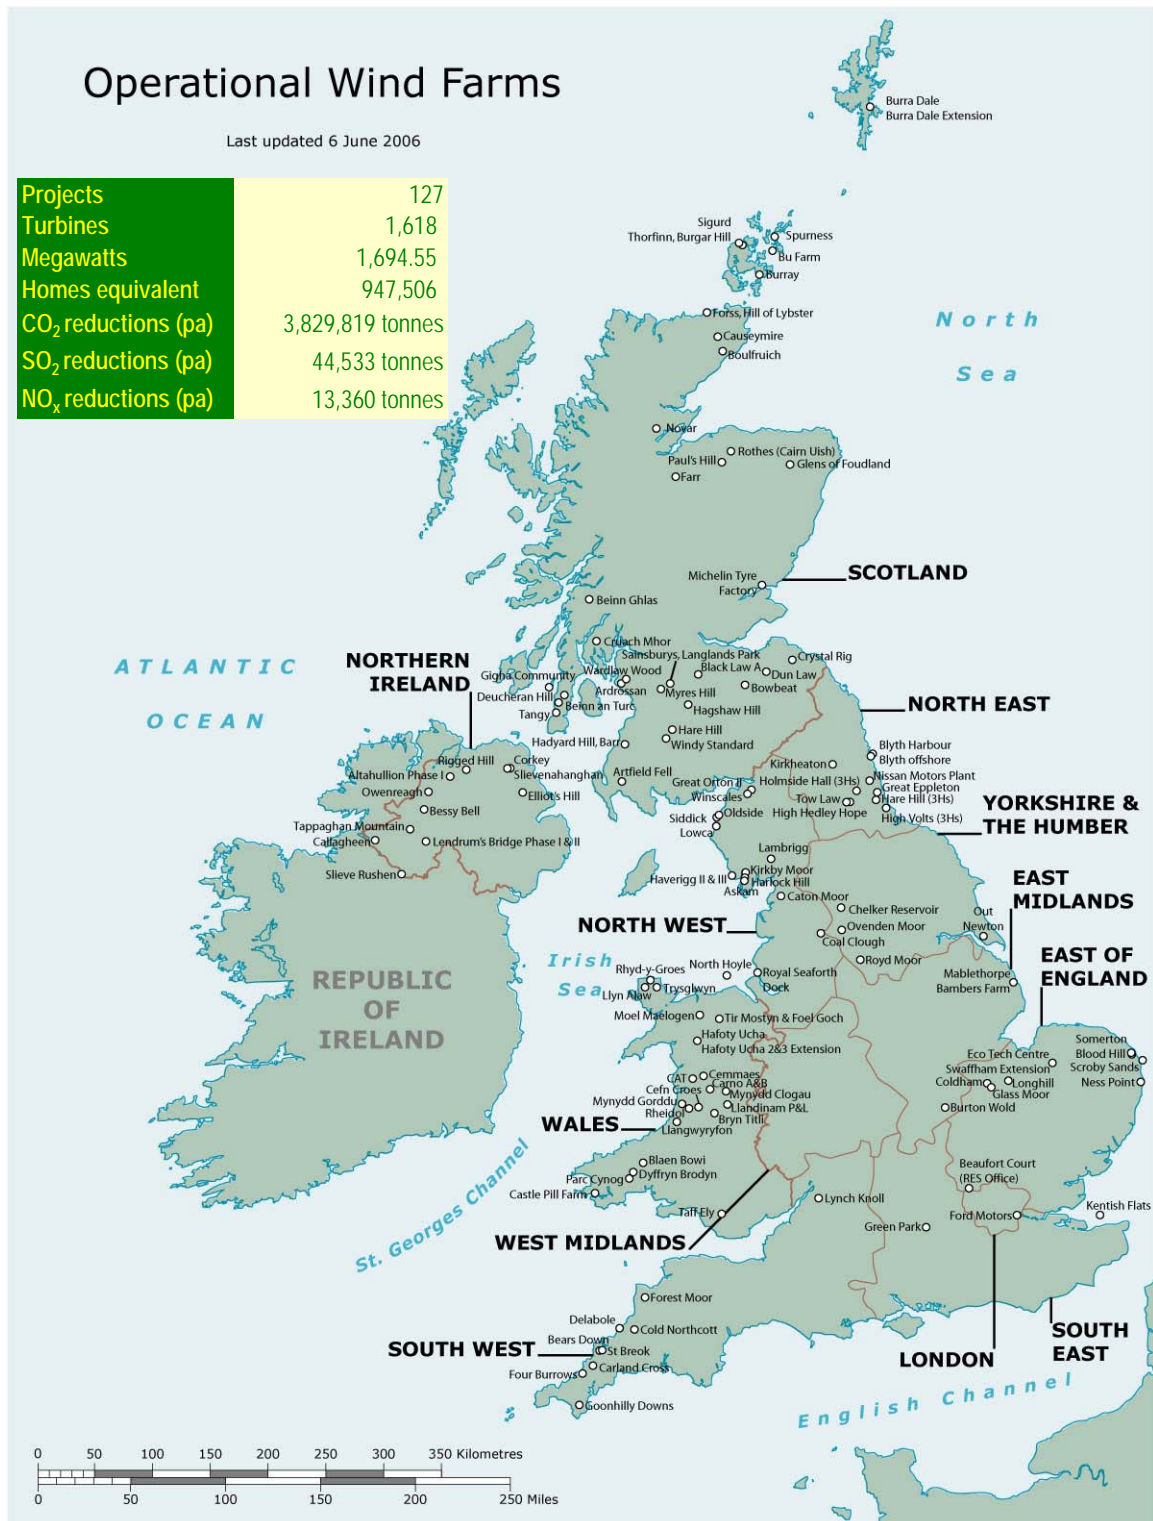 Operational Wind Farms
Last updated 6 June 2006
Projects 127
Turbines 1,618
Megawatts 1,694.55
Homes equivalent 947,506
CO2 reductions (pa) 3,829,819 tonnes
SO2 reductions (pa) 44,533 tonnes
NOx reductions (pa) 13,360 tonnes
Burra Dale
Burra Dale Extension
Sigurd
Thorfinn, Burgar Hill
Spurness
Bu Farm
Burray
Forss, Hill of Lybster
Causeymire
Boulfruich
North
Sea
Novar
Rothes (Cairn Uish)
Paul's Hill
Glens of Foudland
Farr
SCOTLAND
Michelin Tyre
Factory
Beinn Ghlas
Cruach Mhor
Sainsburys, Langlands Park
Crystal Rig
ATLANTIC
OCEAN
NORTHERN
IRELAND
Gigha Community
Wardlaw Wood
Black Law A
Dun Law
Deucheran Hill
Ardrossan
Myres Hill
Bowbeat
Beinn an Turc
Tangy
Hagshaw Hill
NORTH EAST
Hare Hill
Windy Standard
Hadyard Hill, Barr
Blyth Harbour
Blyth offshore
Rigged Hill
Corkey
Slievenahanghan
Altahullion Phase I
Artfield Fell
Kirkheaton
Nissan Motors Plant
Owenreagh
Elliot's Hill
Great Orton II
Holmside Hall (3Hs)
Great Eppleton
Winscales
Tow Law
Hare Hill (3Hs)
Bessy Bell
Siddick
Oldside
High Hedley Hope
High Volts (3Hs)
Lowca
YORKSHIRE &
THE HUMBER
Tappaghan Mountain
Callagheen
Lendrum's Bridge Phase I & II
Slieve Rushen
Lambrigg
Kirkby Moor
Haverigg II & III
Harlock Hill
Askam
Caton Moor
EAST
MIDLANDS
Chelker Reservoir
Out
Newton
NORTH WEST
Ovenden Moor
Coal Clough
Royd Moor
EAST OF
ENGLAND
Irish
Sea
REPUBLIC
OF
IRELAND
Rhyd-y-Groes
North Hoyle
Royal Seaforth
Dock
Llyn Alaw
Trysglwyn
Mablethorpe
Bambers Farm
Moel Maelogen
Tir Mostyn & Foel Goch
Hafoty Ucha
Hafoty Ucha 2&3 Extension
Somerton
Blood Hill
Eco Tech Centre
Swaffham Extension
Scroby Sands
Coldham
Longhill
Ness Point
Glass Moor
Burton Wold
CAT
Cemmaes
Cefn Croes
Carno A&B
Mynydd Clogau
Mynydd Gorddu
Llandinam P&L
Rheidol
Bryn Titli
WALES
Llangwyryfon
Blaen Bowi
Dyffryn Brodyn
Parc Cynog
Castle Pill Farm
Taff Ely
St. Georges Channel
WEST MIDLANDS
Beaufort Court
(RES Office)
Lynch Knoll
Ford Motors
Kentish Flats
Green Park
Forest Moor
Delabole
Cold Northcott
Bears Down
St Breok
SOUTH WEST
Carland Cross
Four Burrows
Goonhilly Downs
LONDON
SOUTH
EAST
English Channel
0 50 100 150 200 250 300 350 Kilometres
0 50 100 150 200 250 Miles